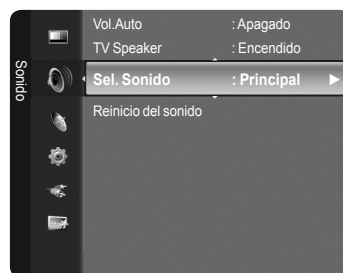 Sonido
Vol.Auto : Apagado
TV Speaker : Encendido
Sel. Sonido : Principal
Reinicio del sonido